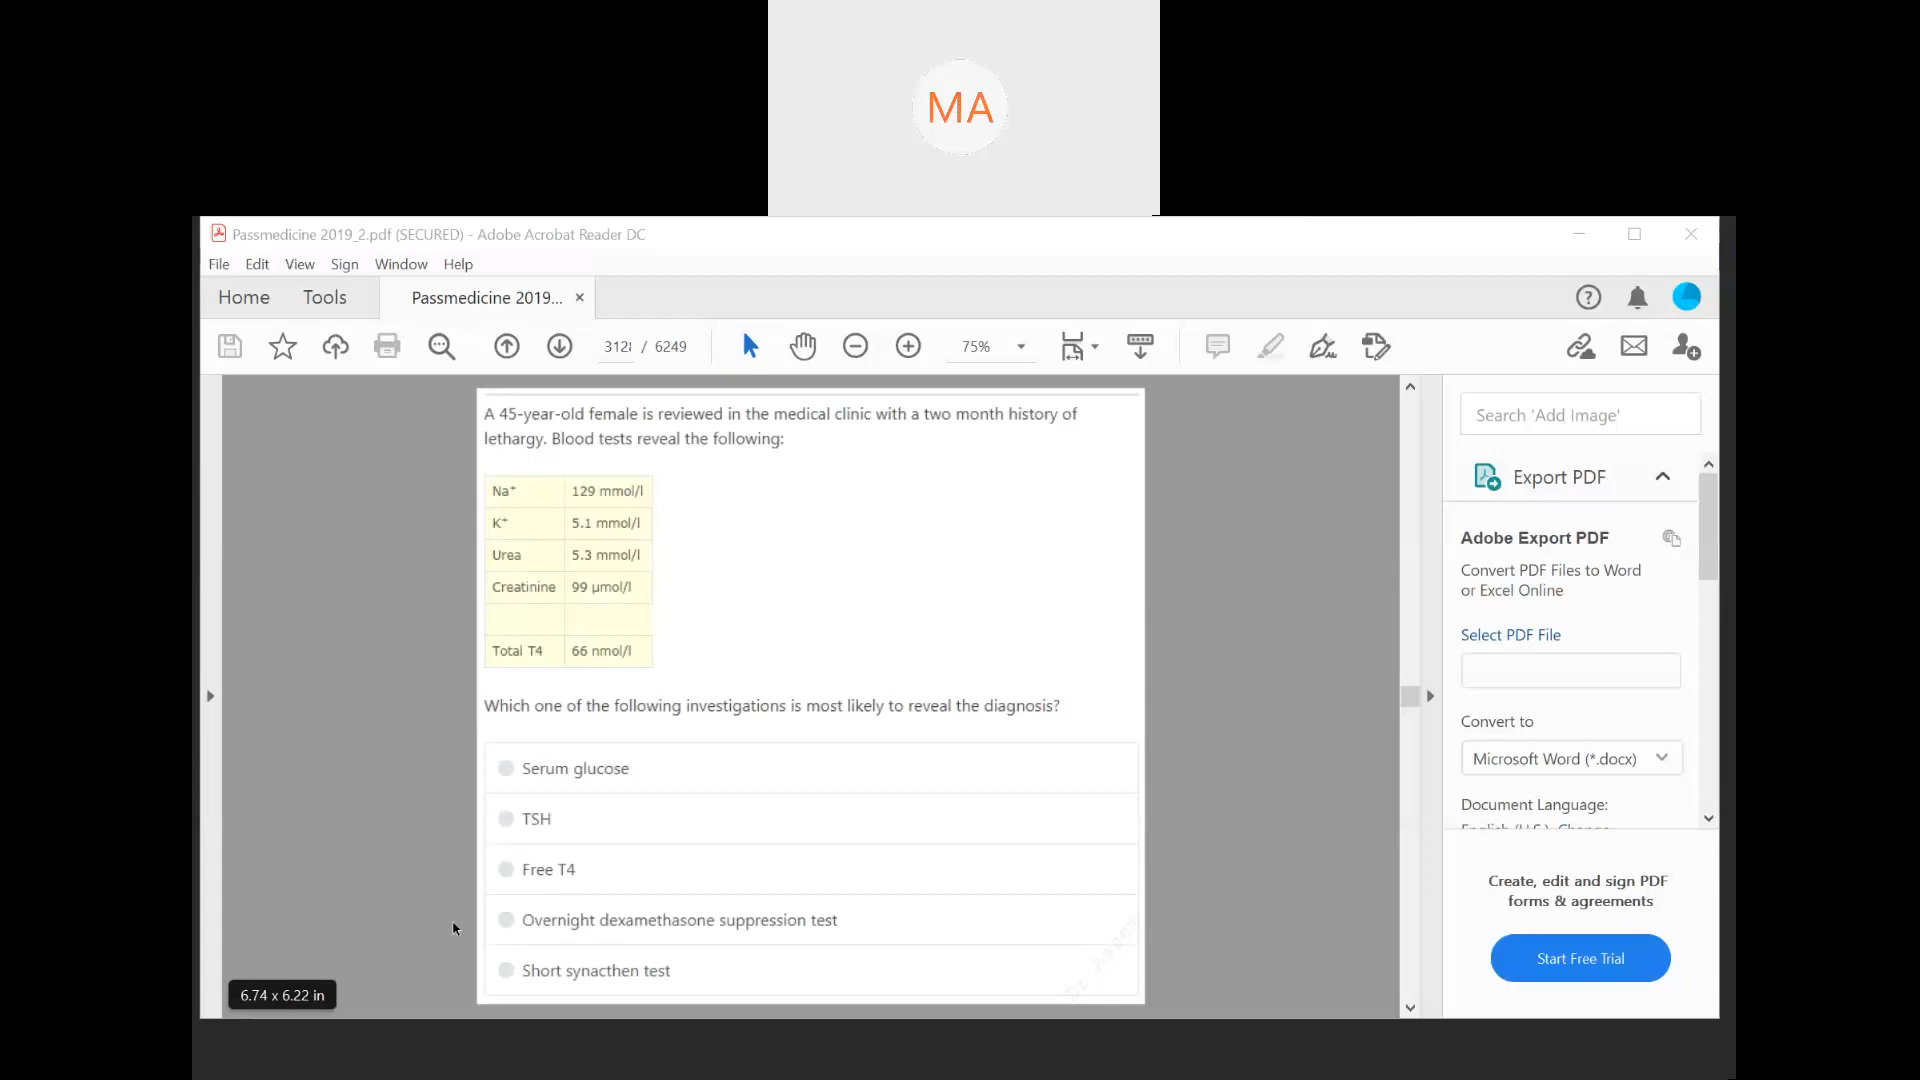 MA
Passmedicine 2019_2.pdf (SECURED) - Adobe Acrobat Reader DC
File Edit View Sign Window Help
Home Tools Passmedicine 2019... ×
/ 6249 75%
A 45-year-old female is reviewed in the medical clinic with a two month history of
lethargy. Blood tests reveal the following:
Na⁺ 129 mmol/l
K⁺ 5.1 mmol/l
Urea 5.3 mmol/l
Creatinine 99 µmol/l
Total T4 66 nmol/l
Which one of the following investigations is most likely to reveal the diagnosis?
Serum glucose
TSH
Free T4
Overnight dexamethasone suppression test
Short synacthen test
6.74 x 6.22 in
Search 'Add Image'
Export PDF
Adobe Export PDF
Convert PDF Files to Word
or Excel Online
Select PDF File
Convert to
Microsoft Word (*.docx)
Document Language:
English (U.S.) Change
Create, edit and sign PDF
forms & agreements
Start Free Trial